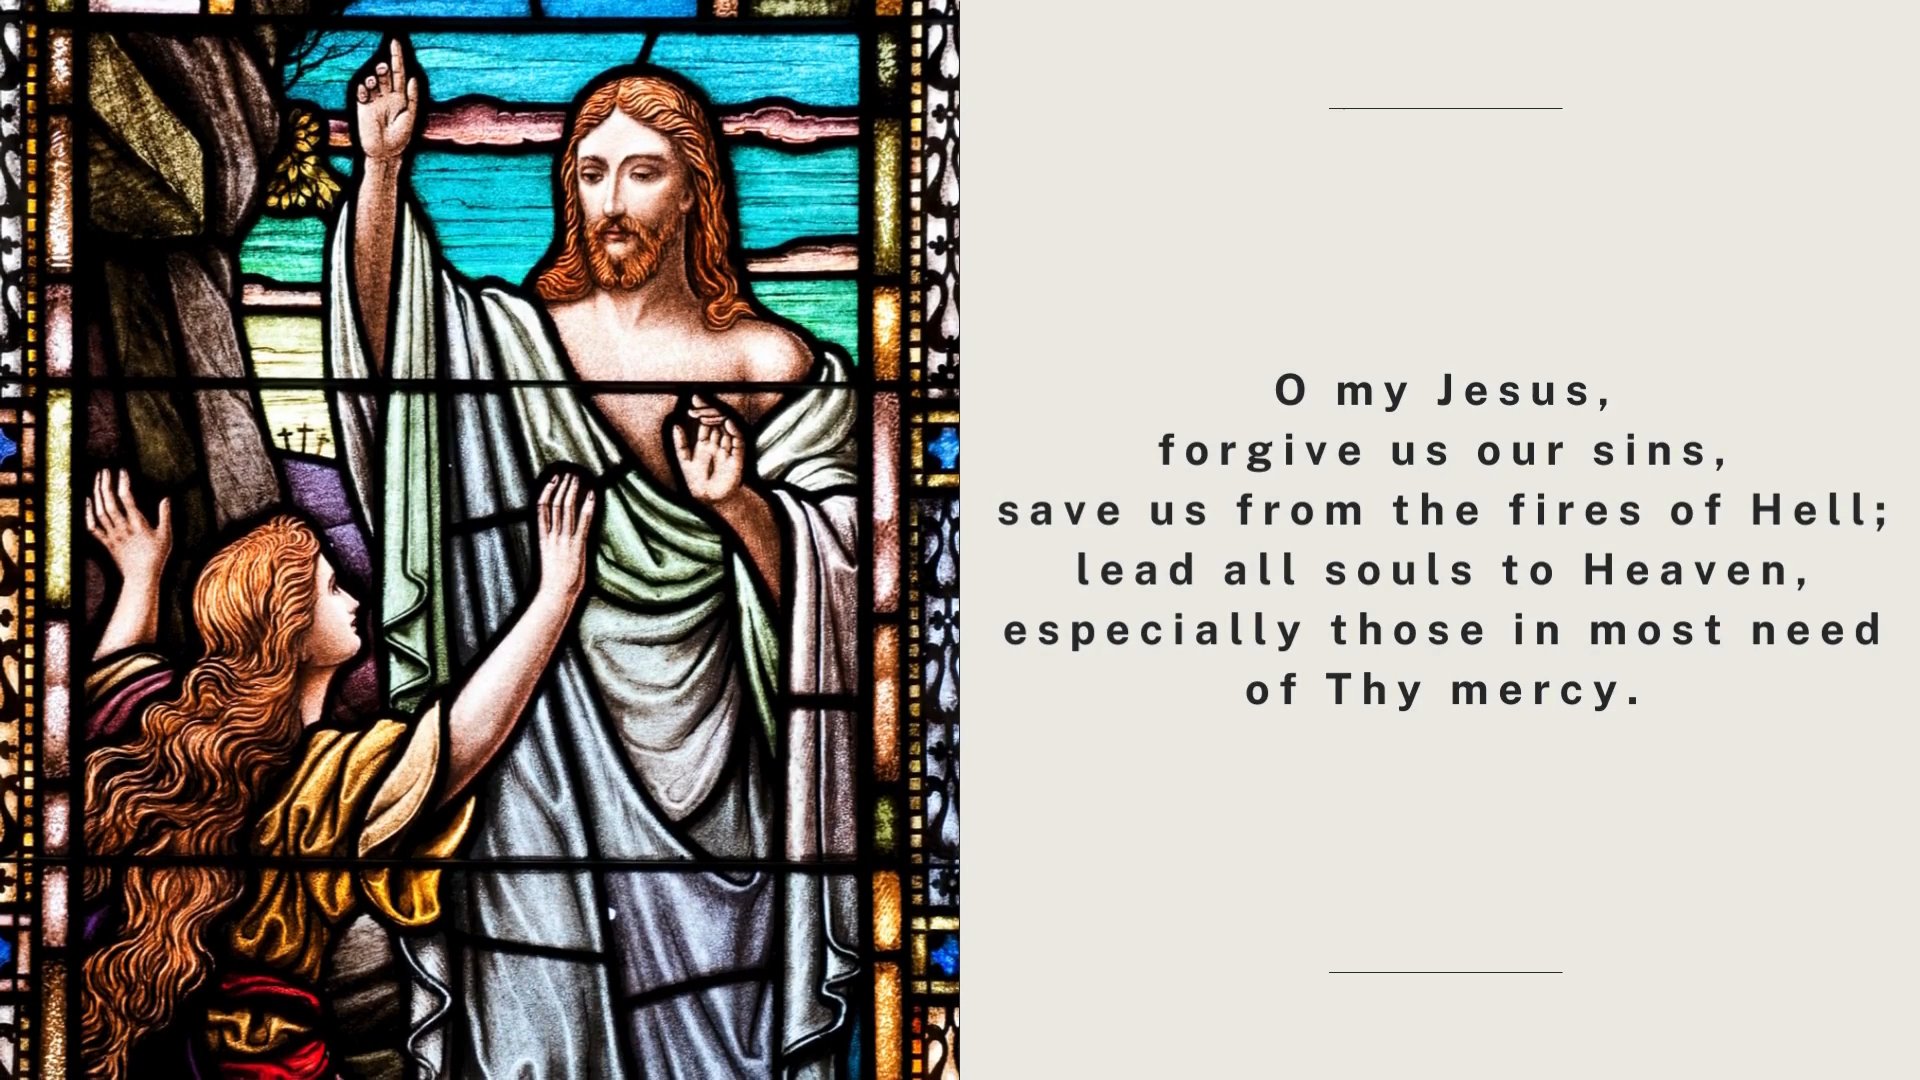 O my Jesus,
forgive us our sins,
save us from the fires of Hell;
lead all souls to Heaven,
especially those in most need
of Thy mercy.